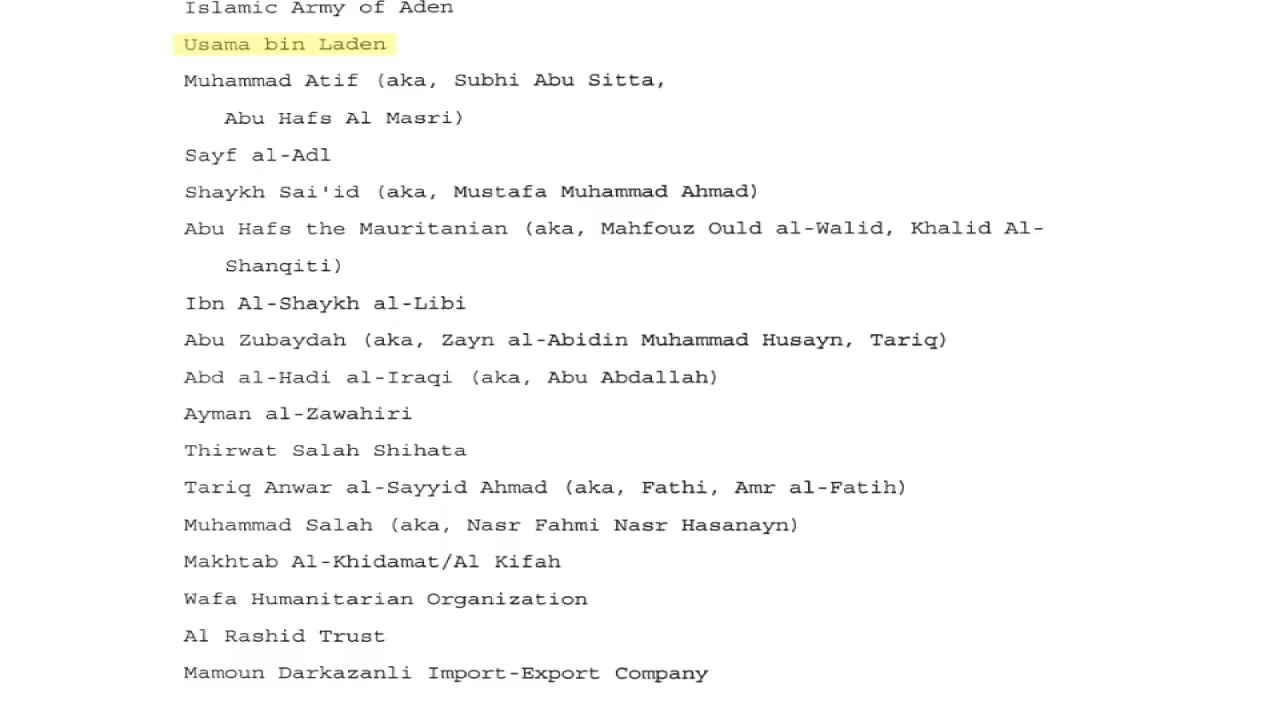 Islamic Army of Aden
Usama bin Laden
Muhammad Atif (aka, Subhi Abu Sitta,
Abu Hafs Al Masri)
Sayf al-Adl
Shaykh Sai'id (aka, Mustafa Muhammad Ahmad)
Abu Hafs the Mauritanian (aka, Mahfouz Ould al-Walid, Khalid Al-
Shanqiti)
Ibn Al-Shaykh al-Libi
Abu Zubaydah (aka, Zayn al-Abidin Muhammad Husayn, Tariq)
Abd al-Hadi al-Iraqi (aka, Abu Abdallah)
Ayman al-Zawahiri
Thirwat Salah Shihata
Tariq Anwar al-Sayyid Ahmad (aka, Fathi, Amr al-Fatih)
Muhammad Salah (aka, Nasr Fahmi Nasr Hasanayn)
Makhtab Al-Khidamat/Al Kifah
Wafa Humanitarian Organization
Al Rashid Trust
Mamoun Darkazanli Import-Export Company